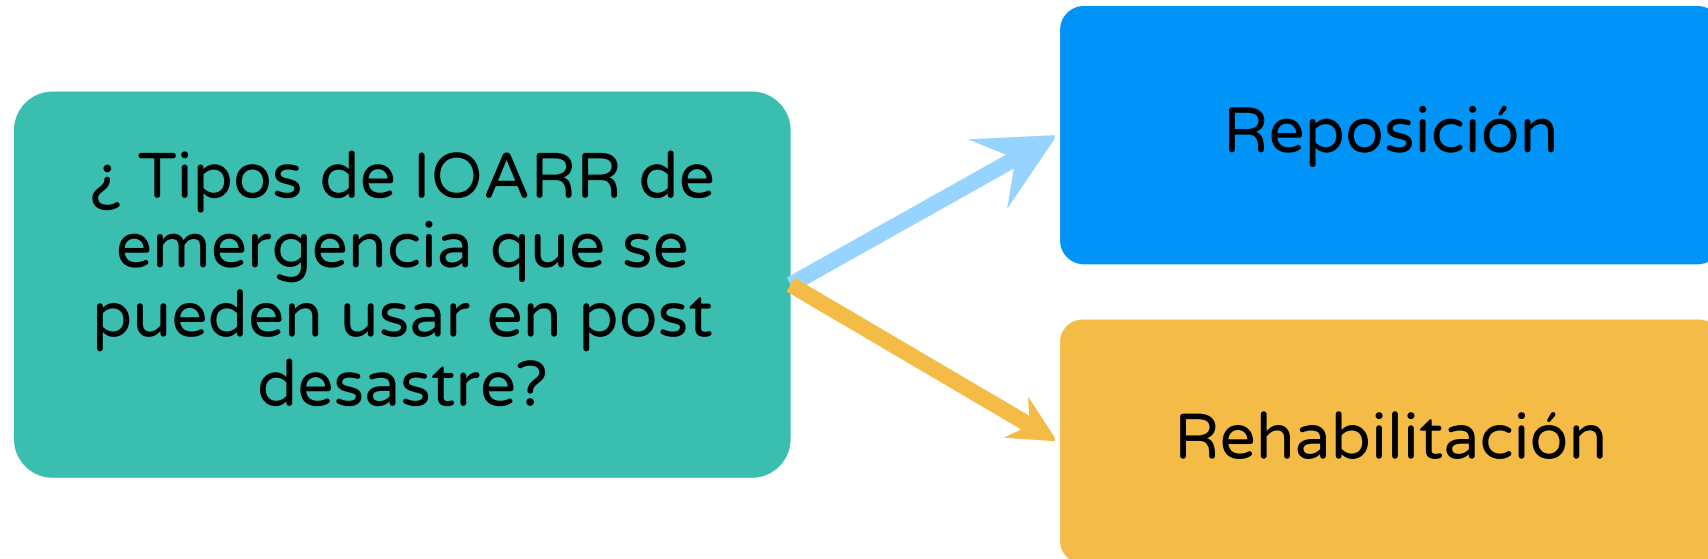 ¿ Tipos de IOARR de
emergencia que se
pueden usar en post
desastre?
Reposición
Rehabilitación